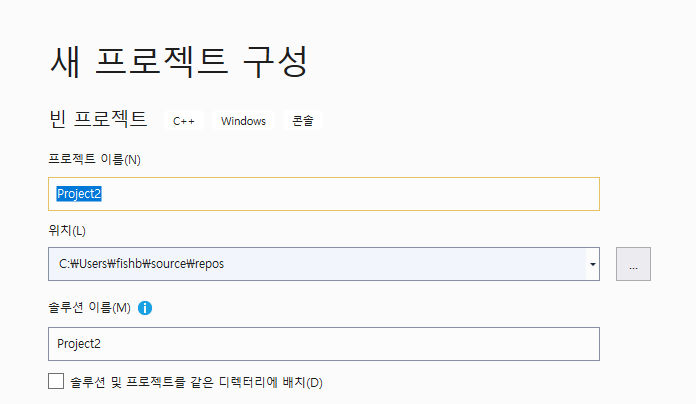 새 프로젝트 구성
빈 프로젝트 C++ Windows 콘솔
프로젝트 이름(N)
Project2
위치(L)
C:₩Users₩fishb₩source₩repos
...
솔루션 이름(M)
Project2
솔루션 및 프로젝트를 같은 디렉터리에 배치(D)